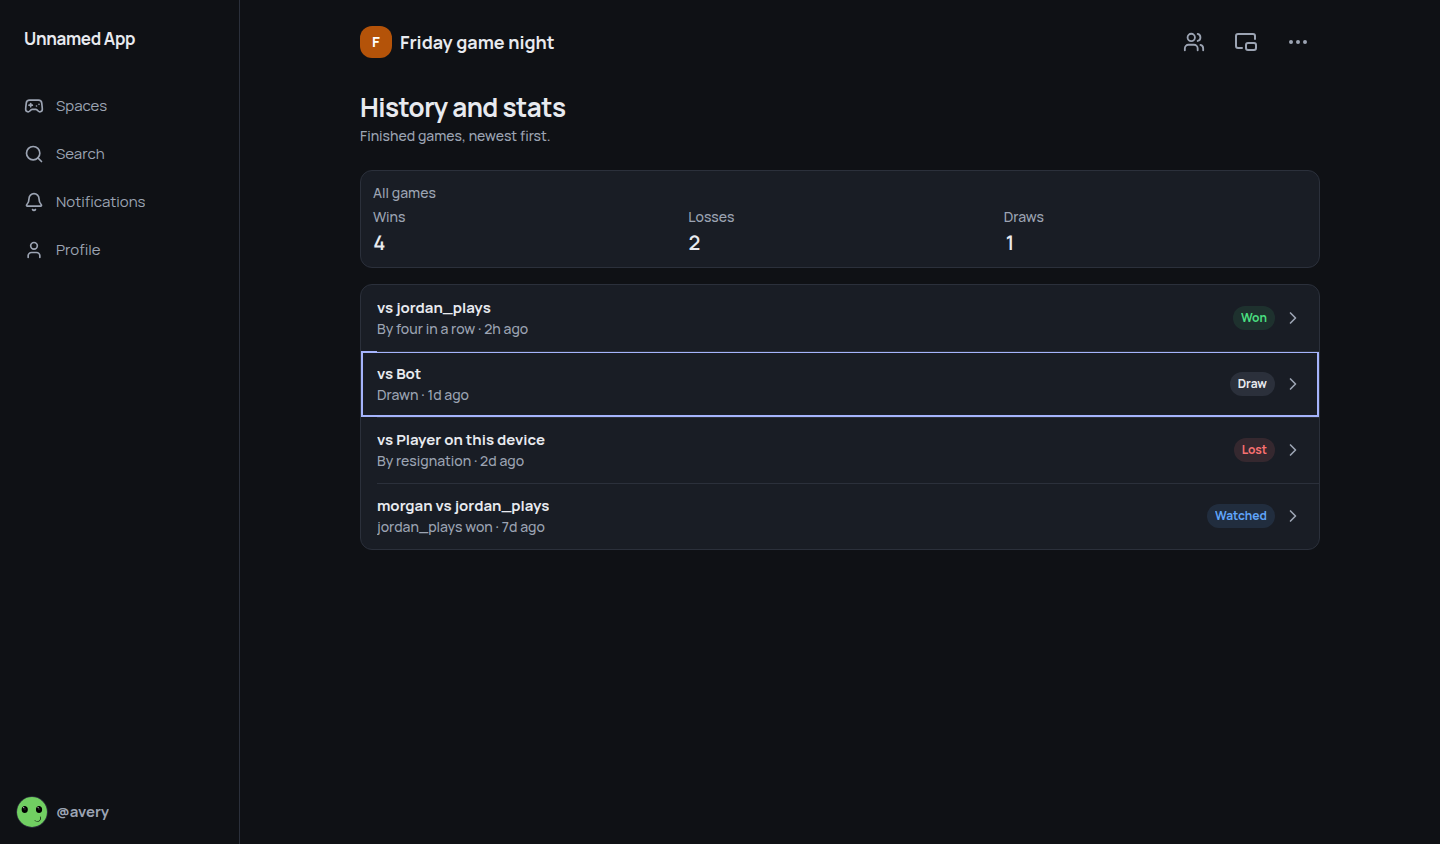 Unnamed App
Spaces
Search
Notifications
Profile
@avery
F Friday game night
History and stats
Finished games, newest first.
All games
Wins Losses Draws
4 2 1
vs jordan_plays
By four in a row · 2h ago
Won
vs Bot
Drawn · 1d ago
Draw
vs Player on this device
By resignation · 2d ago
Lost
morgan vs jordan_plays
jordan_plays won · 7d ago
Watched